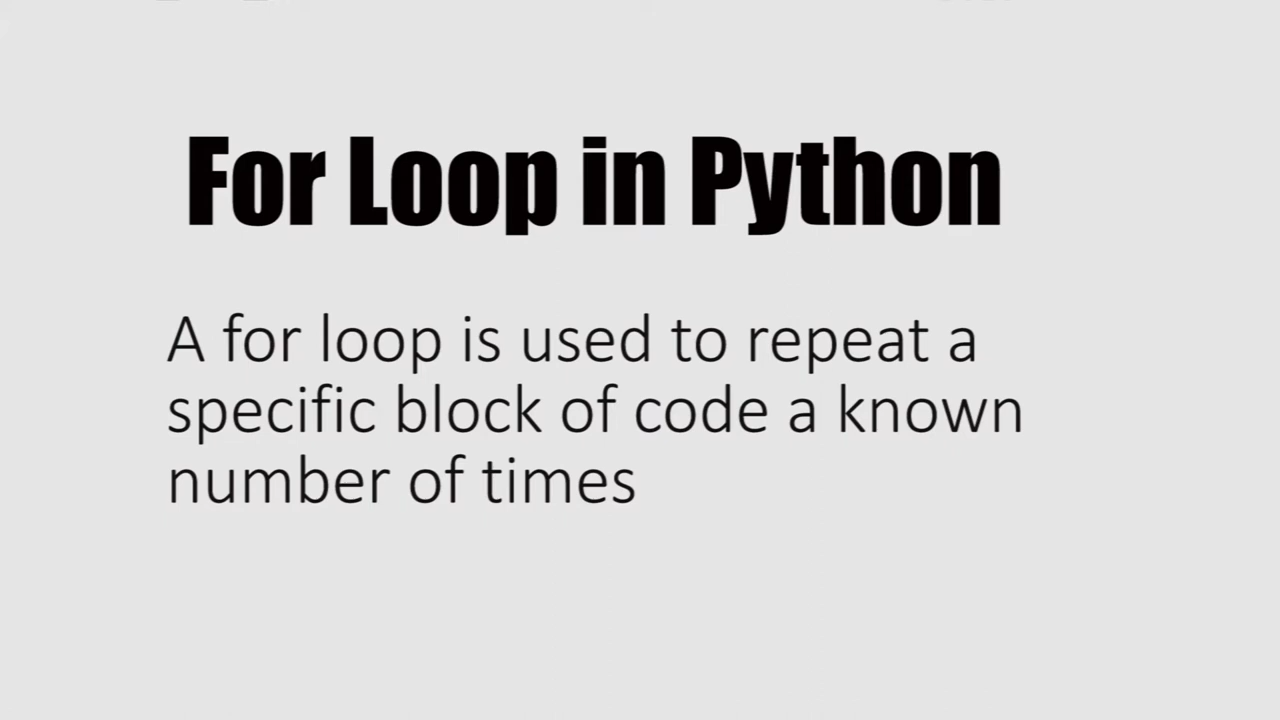 For Loop in Python
A for loop is used to repeat a
specific block of code a known
number of times